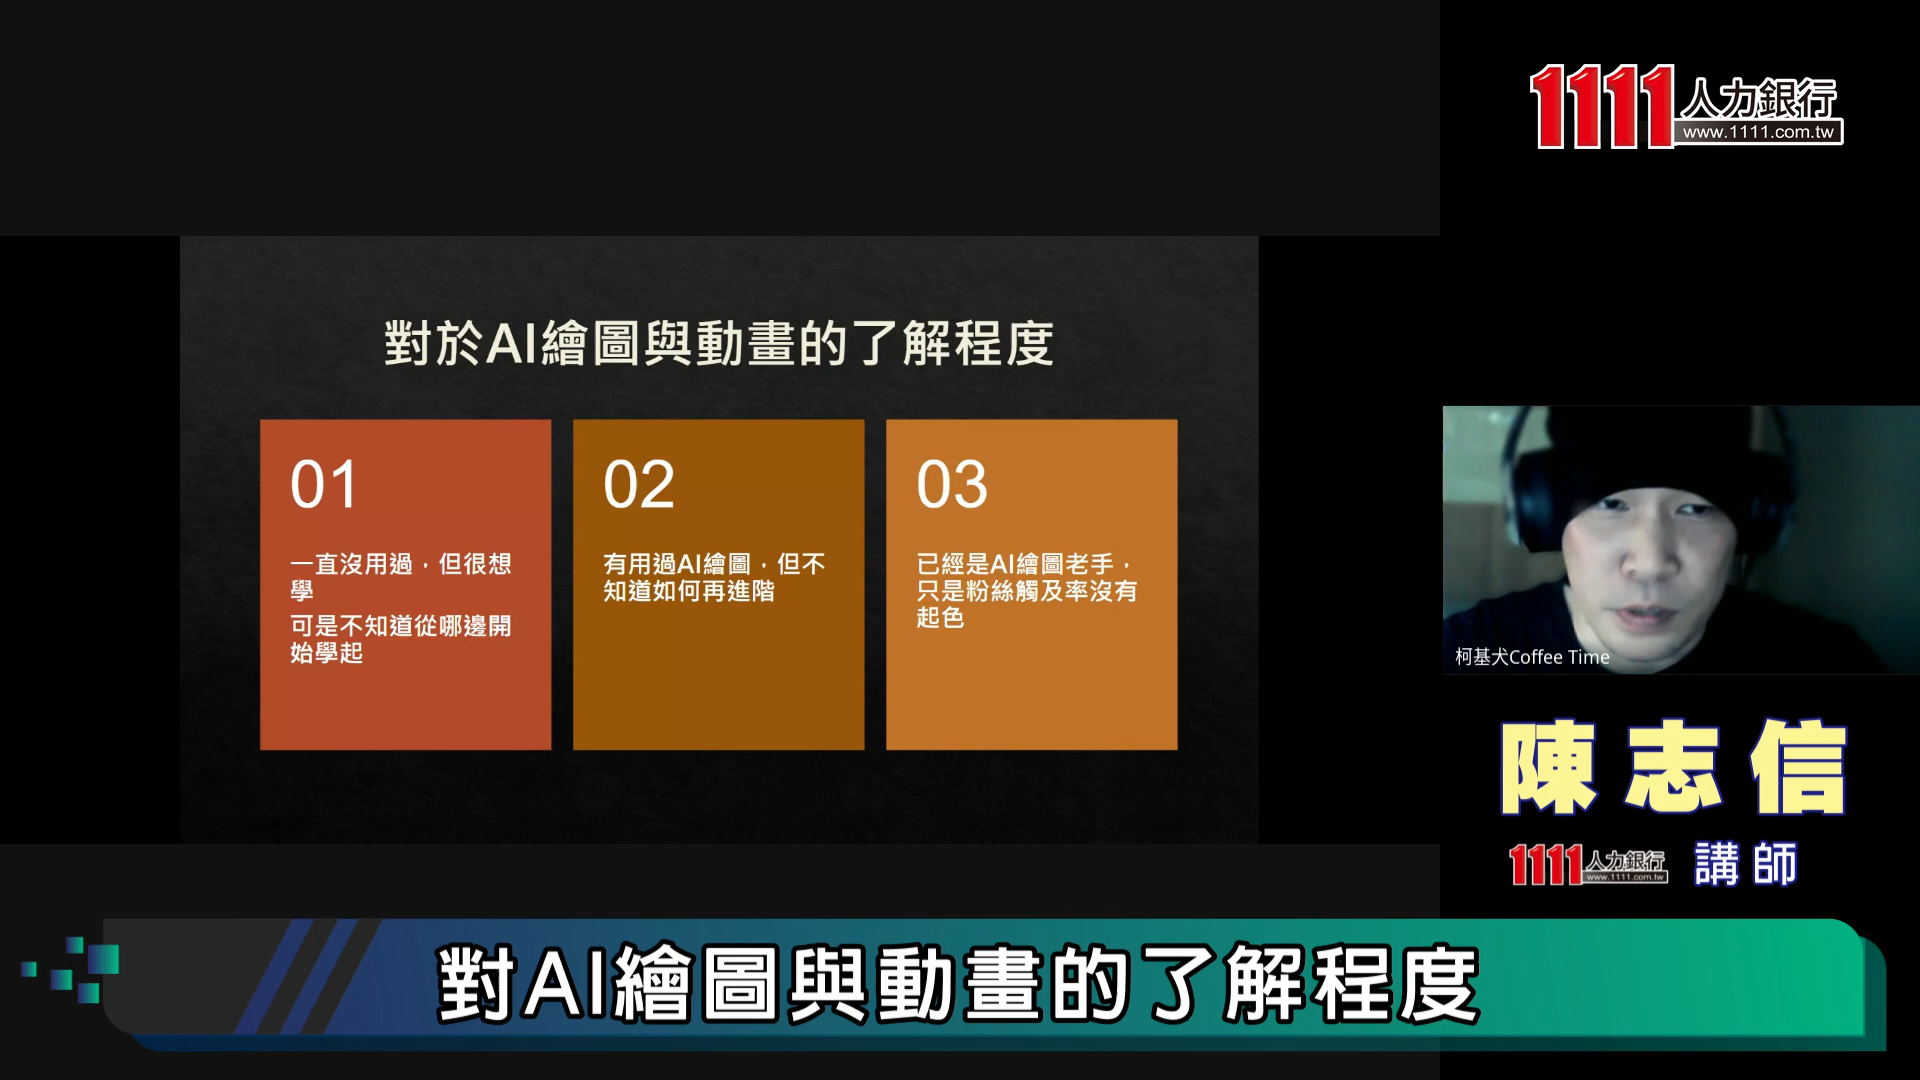 1111人力銀行
www.1111.com.tw
對於AI繪圖與動畫的了解程度
01
一直沒用過，但很想
學
可是不知道從哪邊開
始學起
02
有用過AI繪圖，但不
知道如何再進階
03
已經是AI繪圖老手，
只是粉絲觸及率沒有
起色
柯基犬Coffee Time
陳志信
1111人力銀行
www.1111.com.tw
講師
對AI繪圖與動畫的了解程度